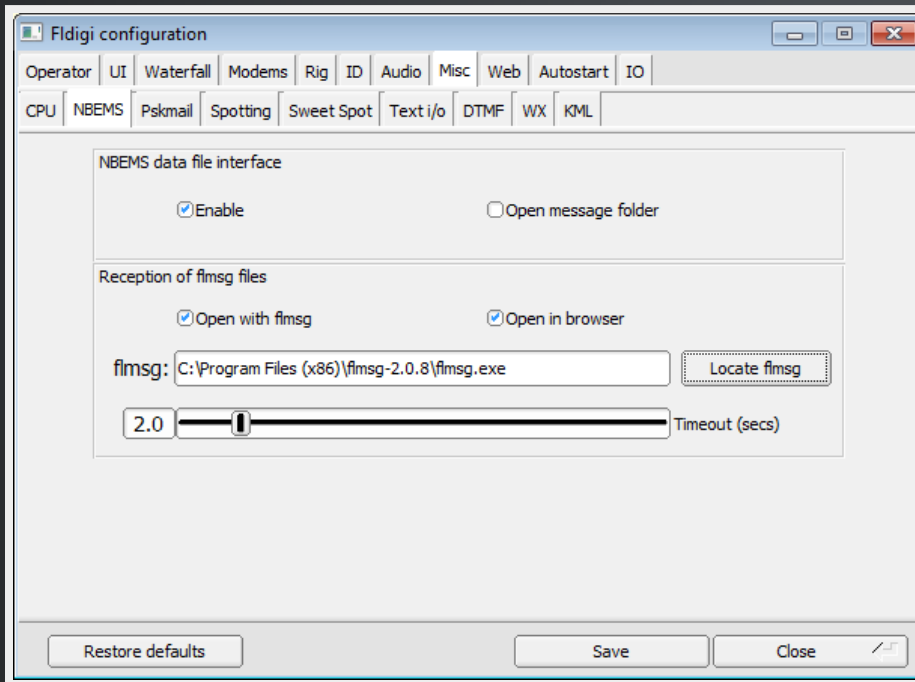 Fldigi configuration
Operator UI Waterfall Modems Rig ID Audio Misc Web Autostart IO
CPU NBEMS Pskmail Spotting Sweet Spot Text i/o DTMF WX KML
NBEMS data file interface
Enable Open message folder
Reception of flmsg files
Open with flmsg Open in browser
flmsg: C:\Program Files (x86)\flmsg-2.0.8\flmsg.exe Locate flmsg
2.0 Timeout (secs)
Restore defaults Save Close